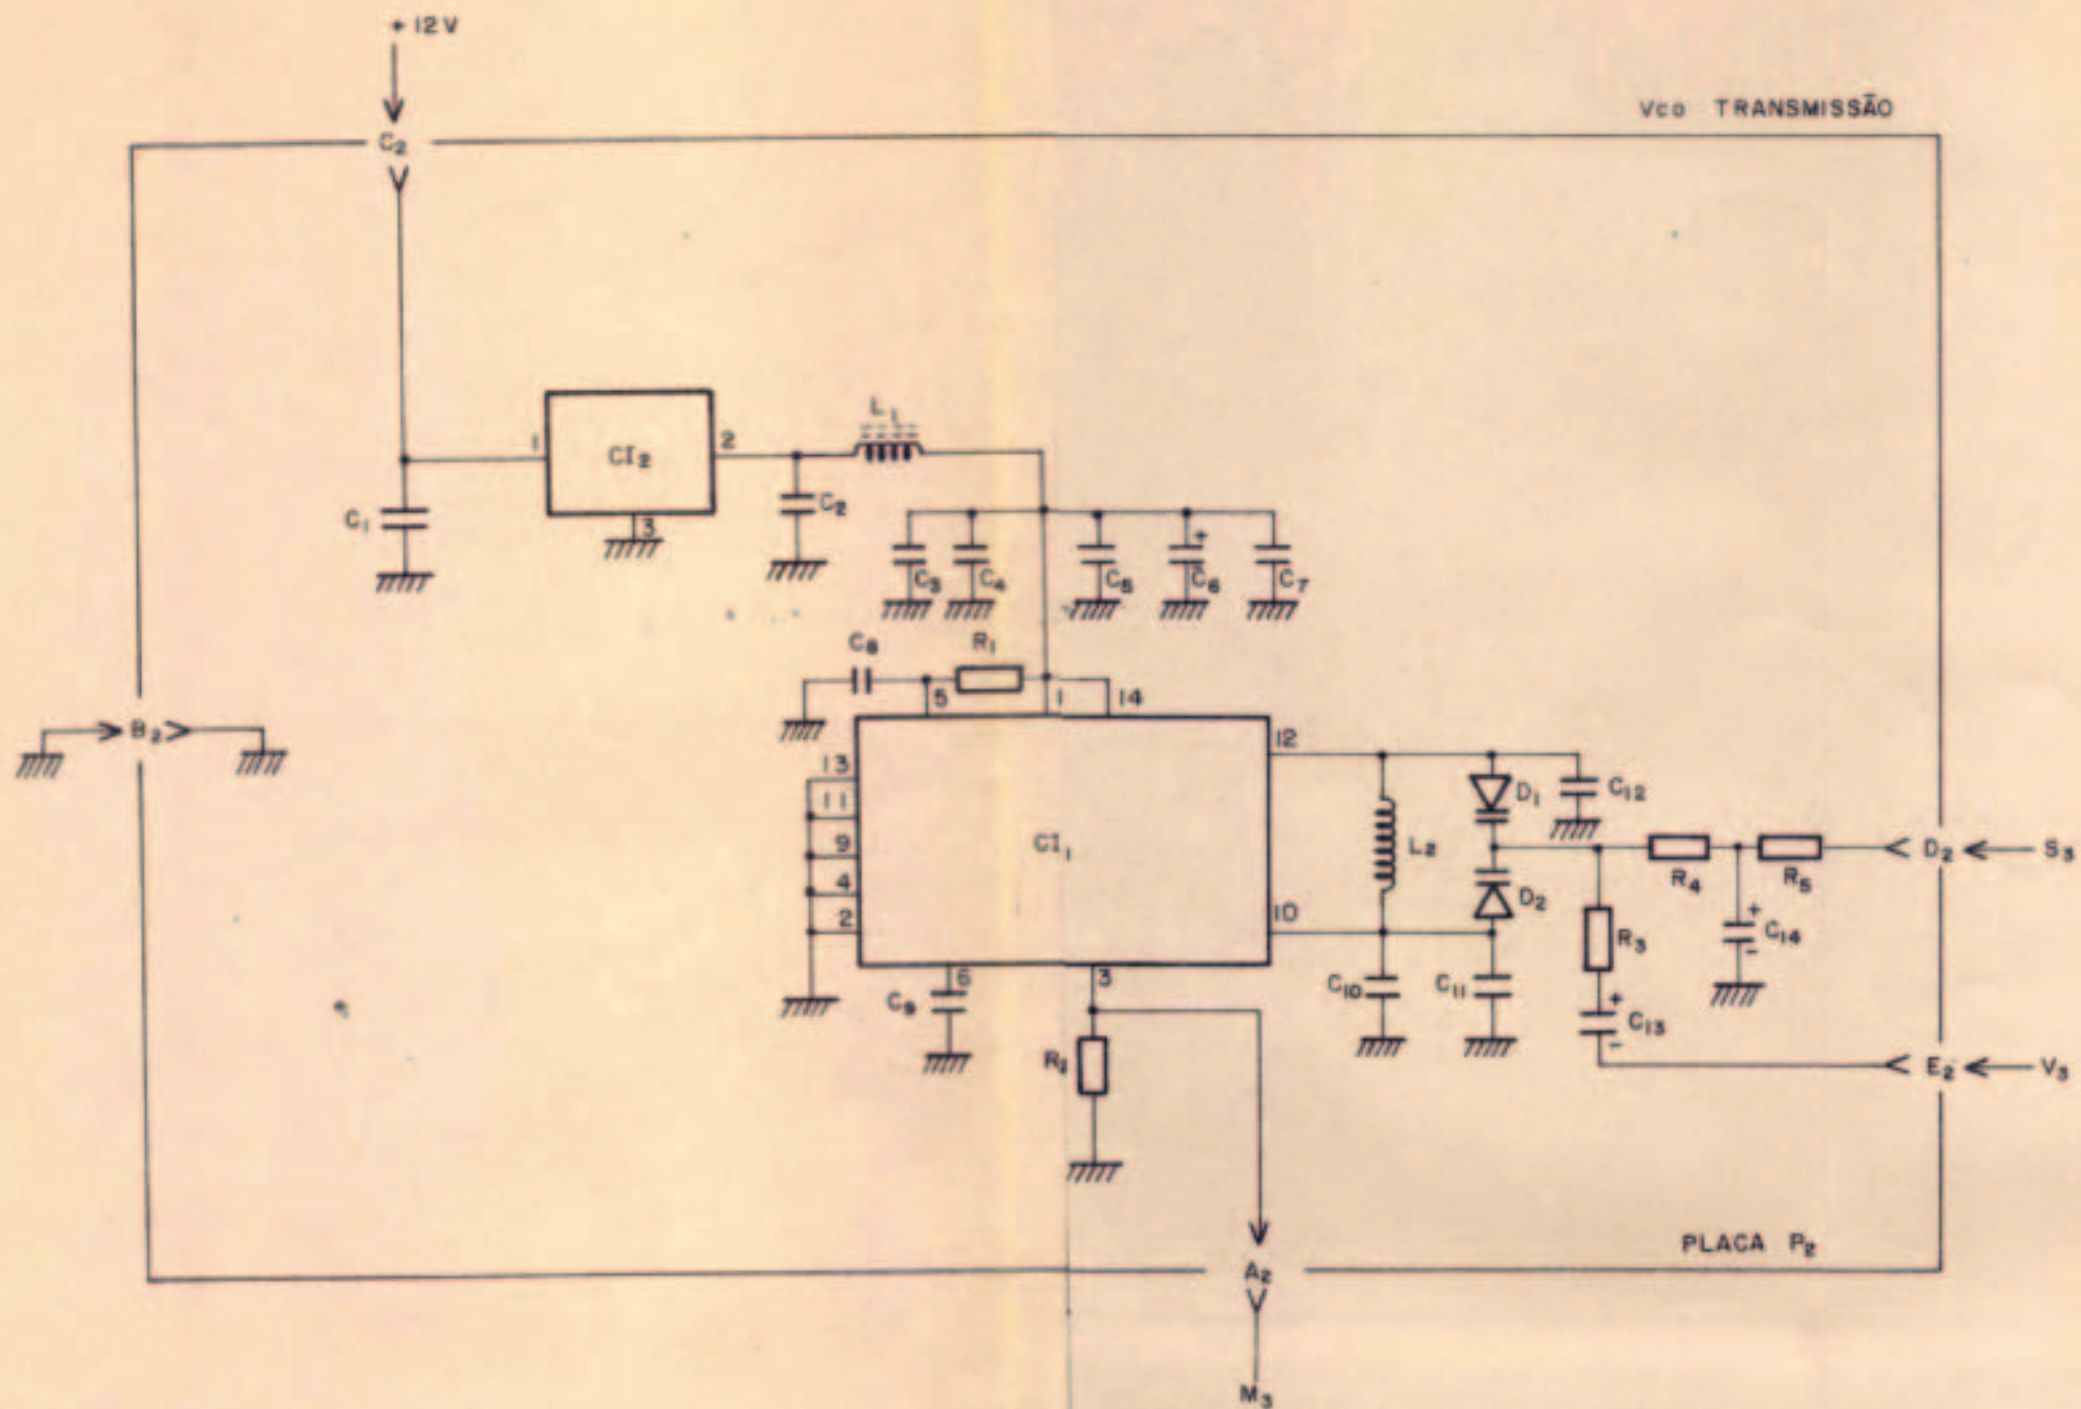 + 12V
Vco TRANSMISSÃO
C2
L1
1
CI2
2
3
C1
C2
C3
C4
C5
+
C6
C7
C8
R1
5
1
14
B2
13
11
9
4
2
CI1
12
10
L2
D1
D2
C12
R4
R5
D2
S3
R3
+
C14
-
6
C9
3
R2
C10
C11
+
C13
-
E2
V3
PLACA P2
A2
M3